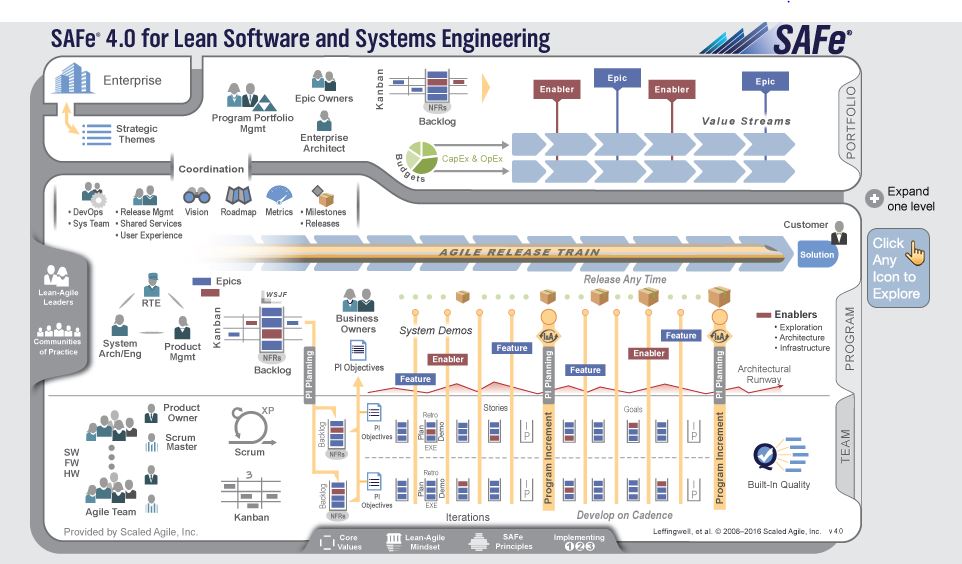 SAFe® 4.0 for Lean Software and Systems Engineering
SAFe®
Enterprise
Strategic
Themes
Program Portfolio
Mgmt
Epic Owners
Enterprise
Architect
Kanban
NFRs
Backlog
Enabler
Epic
Enabler
Epic
Value Streams
Budgets
CapEx & OpEx
PORTFOLIO
Coordination
Expand
one level
Click
Any
Icon to
Explore
• DevOps
• Sys Team
• Release Mgmt
• Shared Services
• User Experience
Vision
Roadmap
Metrics
• Milestones
• Releases
Customer
AGILE RELEASE TRAIN
Solution
Release Any Time
Lean-Agile
Leaders
Communities
of Practice
RTE
System
Arch/Eng
Product
Mgmt
Epics
Kanban
WSJF
NFRs
Backlog
PI Planning
Business
Owners
PI Objectives
System Demos
Feature
Enabler
Feature
I&A
PI Planning
Feature
Enabler
Feature
I&A
PI Planning
Enablers
• Exploration
• Architecture
• Infrastructure
Architectural
Runway
PROGRAM
SW
FW
HW
Product
Owner
Scrum
Master
Agile Team
XP
Scrum
3
Kanban
Backlog
NFRs
PI
Objectives
Plan
Retro
EXE
Demo
Stories
I P
Program Increment
Goals
I P
Program Increment
Backlog
NFRs
PI
Objectives
Plan
Retro
EXE
Demo
I P
I P
Iterations
Develop on Cadence
Built-In Quality
TEAM
Provided by Scaled Agile, Inc.
Leffingwell, et al. © 2008–2016 Scaled Agile, Inc. v 4.0
Core
Values
Lean-Agile
Mindset
SAFe
Principles
Implementing
1 2 3